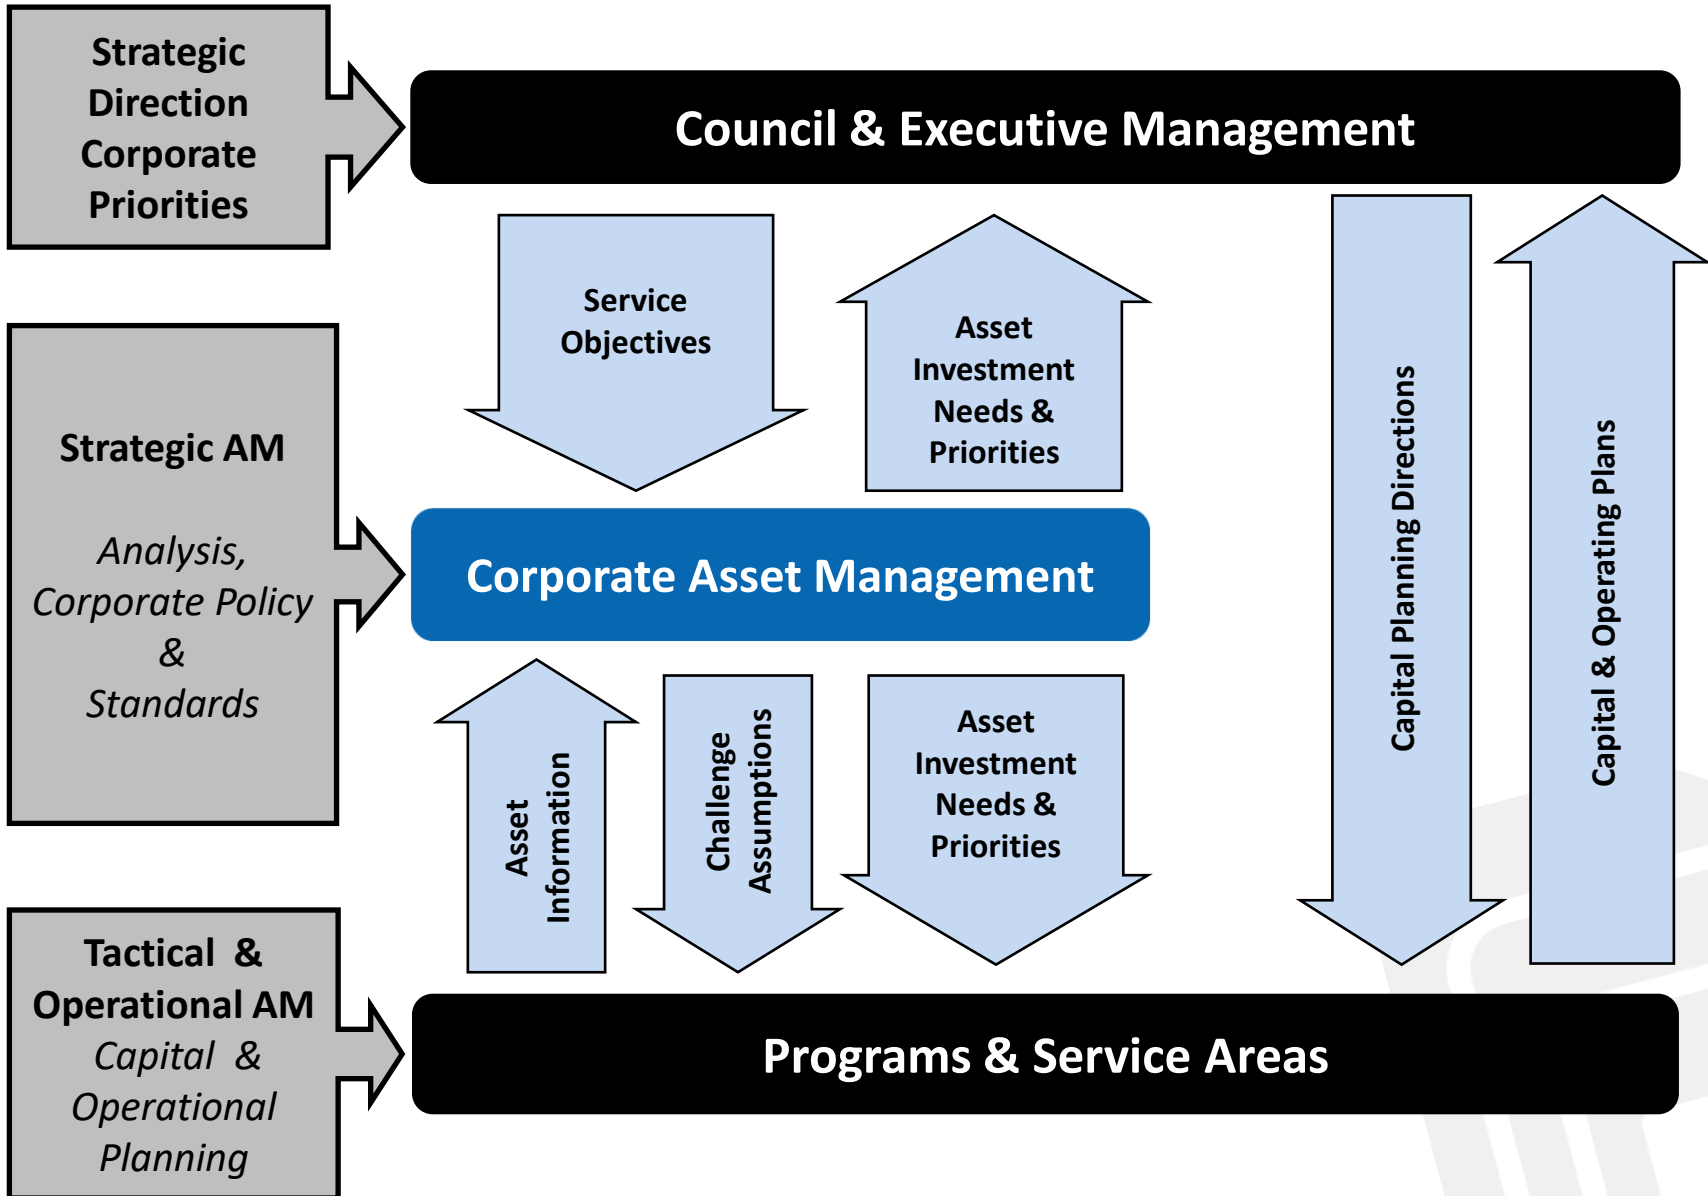 Strategic
Direction
Corporate
Priorities
Council & Executive Management
Service
Objectives
Asset
Investment
Needs &
Priorities
Capital Planning Directions
Capital & Operating Plans
Strategic AM
Analysis,
Corporate Policy
&
Standards
Corporate Asset Management
Asset
Information
Challenge
Assumptions
Asset
Investment
Needs &
Priorities
Tactical & 
Operational AM
Capital &
Operational
Planning
Programs & Service Areas